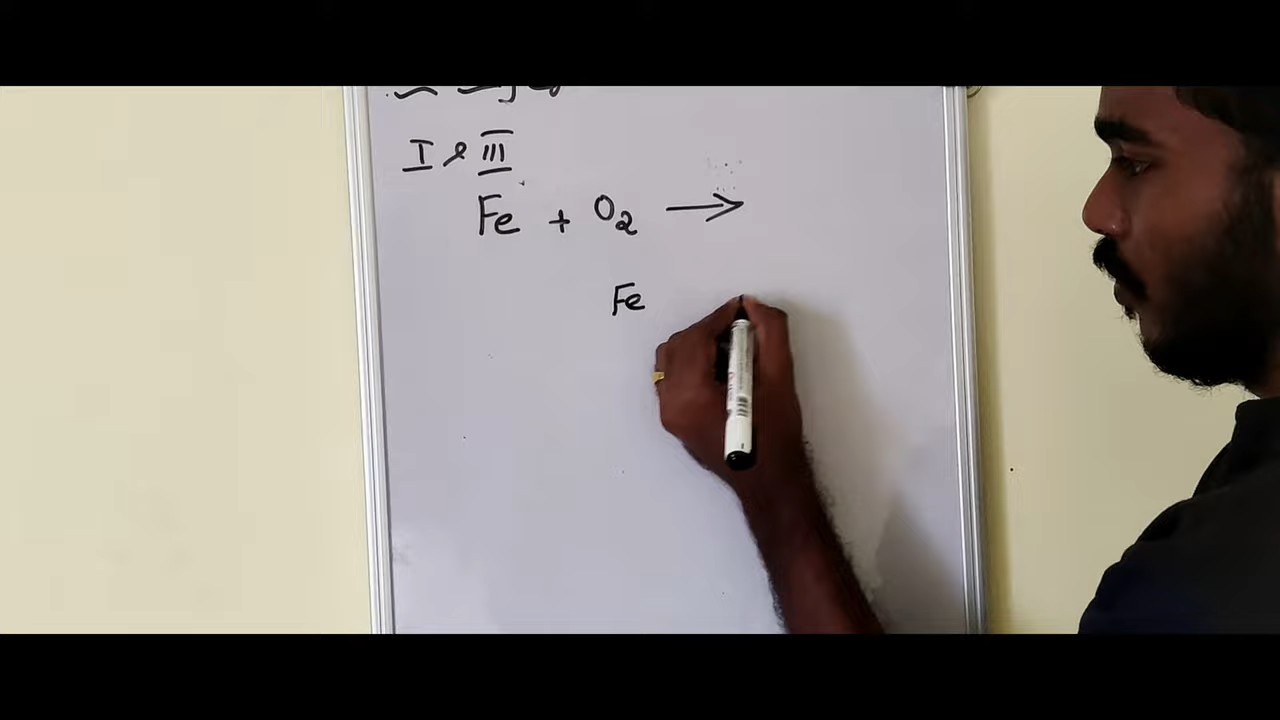 I & III
Fe + O2 →
Fe